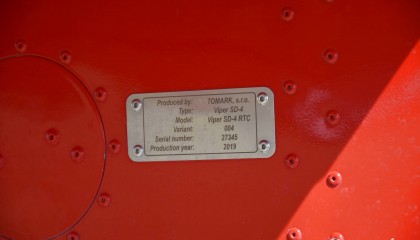 Produced by: TOMARK, s.r.o.
Type: Viper SD-4
Model: Viper SD-4 RTC
Variant: 004
Serial number: 27345
Production year: 2019